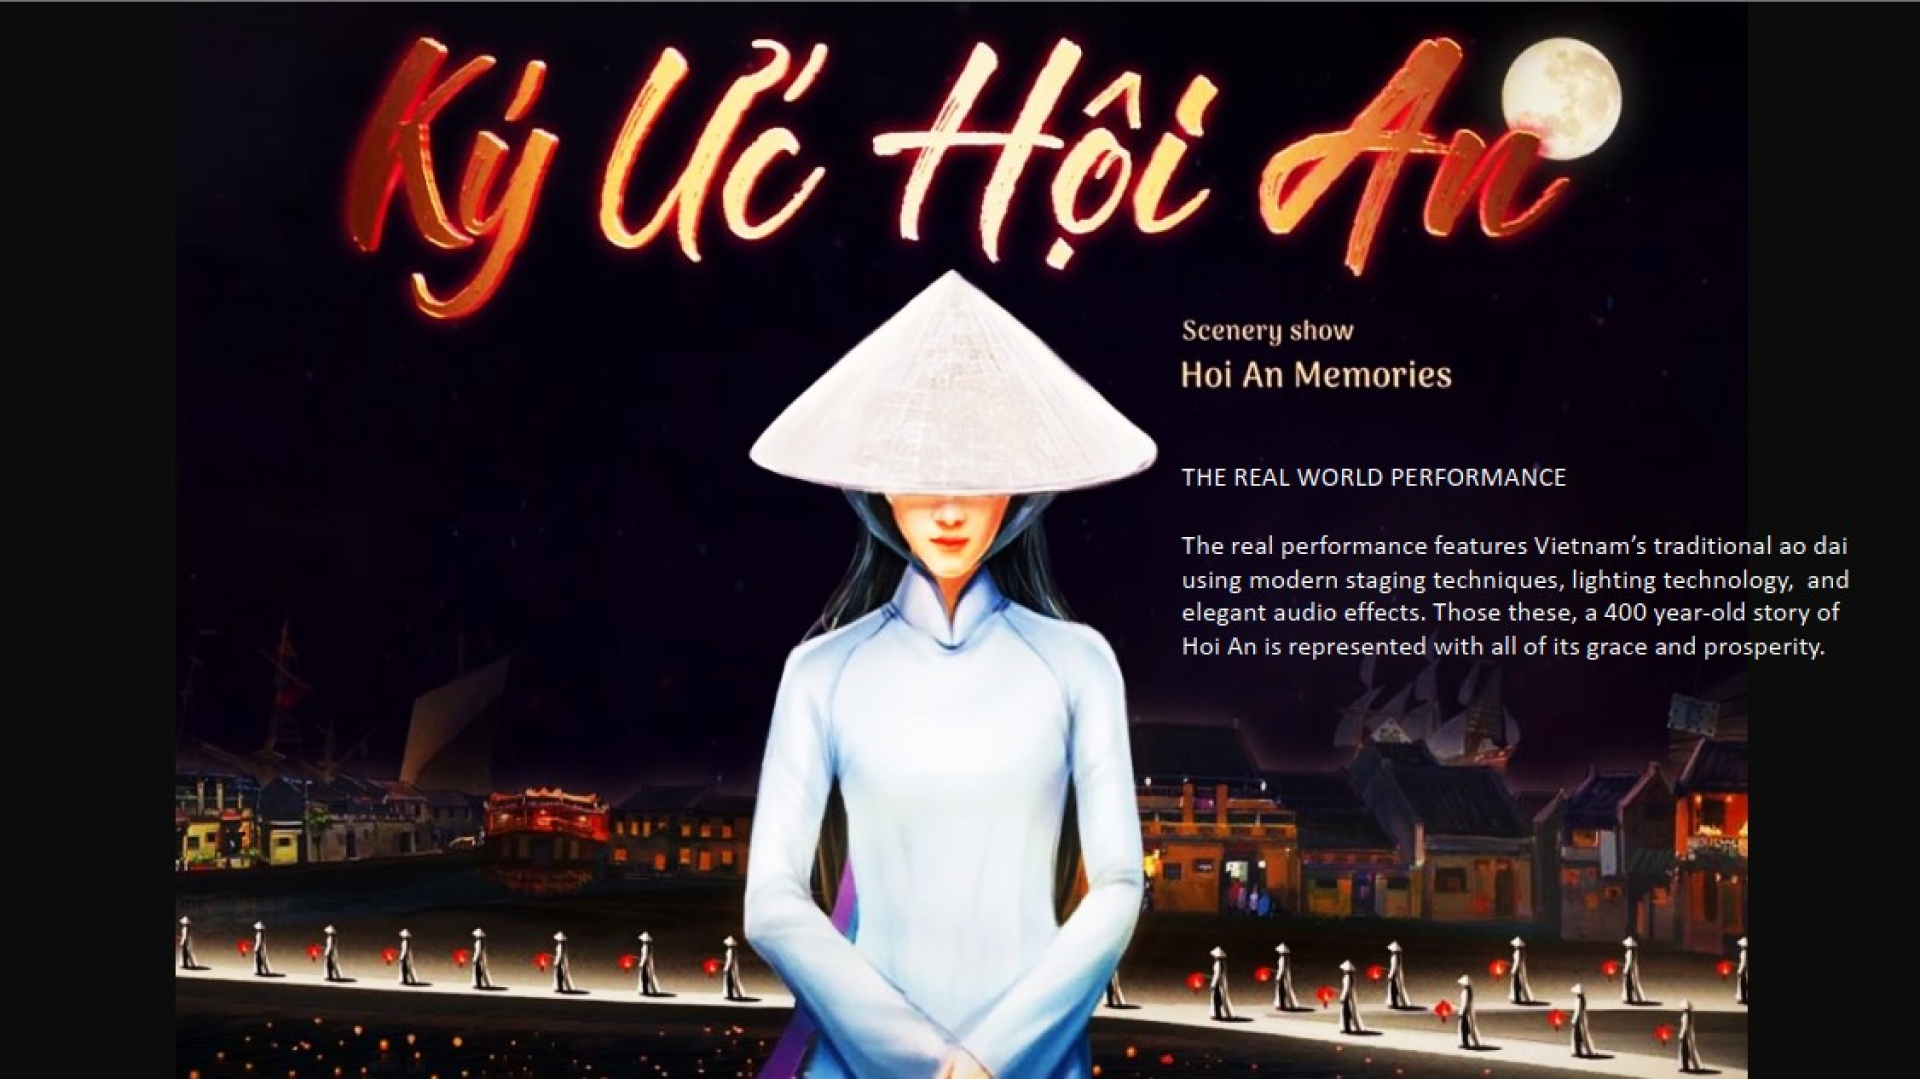 Ký Ức Hội An
Scenery show
Hoi An Memories
THE REAL WORLD PERFORMANCE
The real performance features Vietnam’s traditional ao dai
using modern staging techniques, lighting technology,  and
elegant audio effects. Those these, a 400 year-old story of
Hoi An is represented with all of its grace and prosperity.